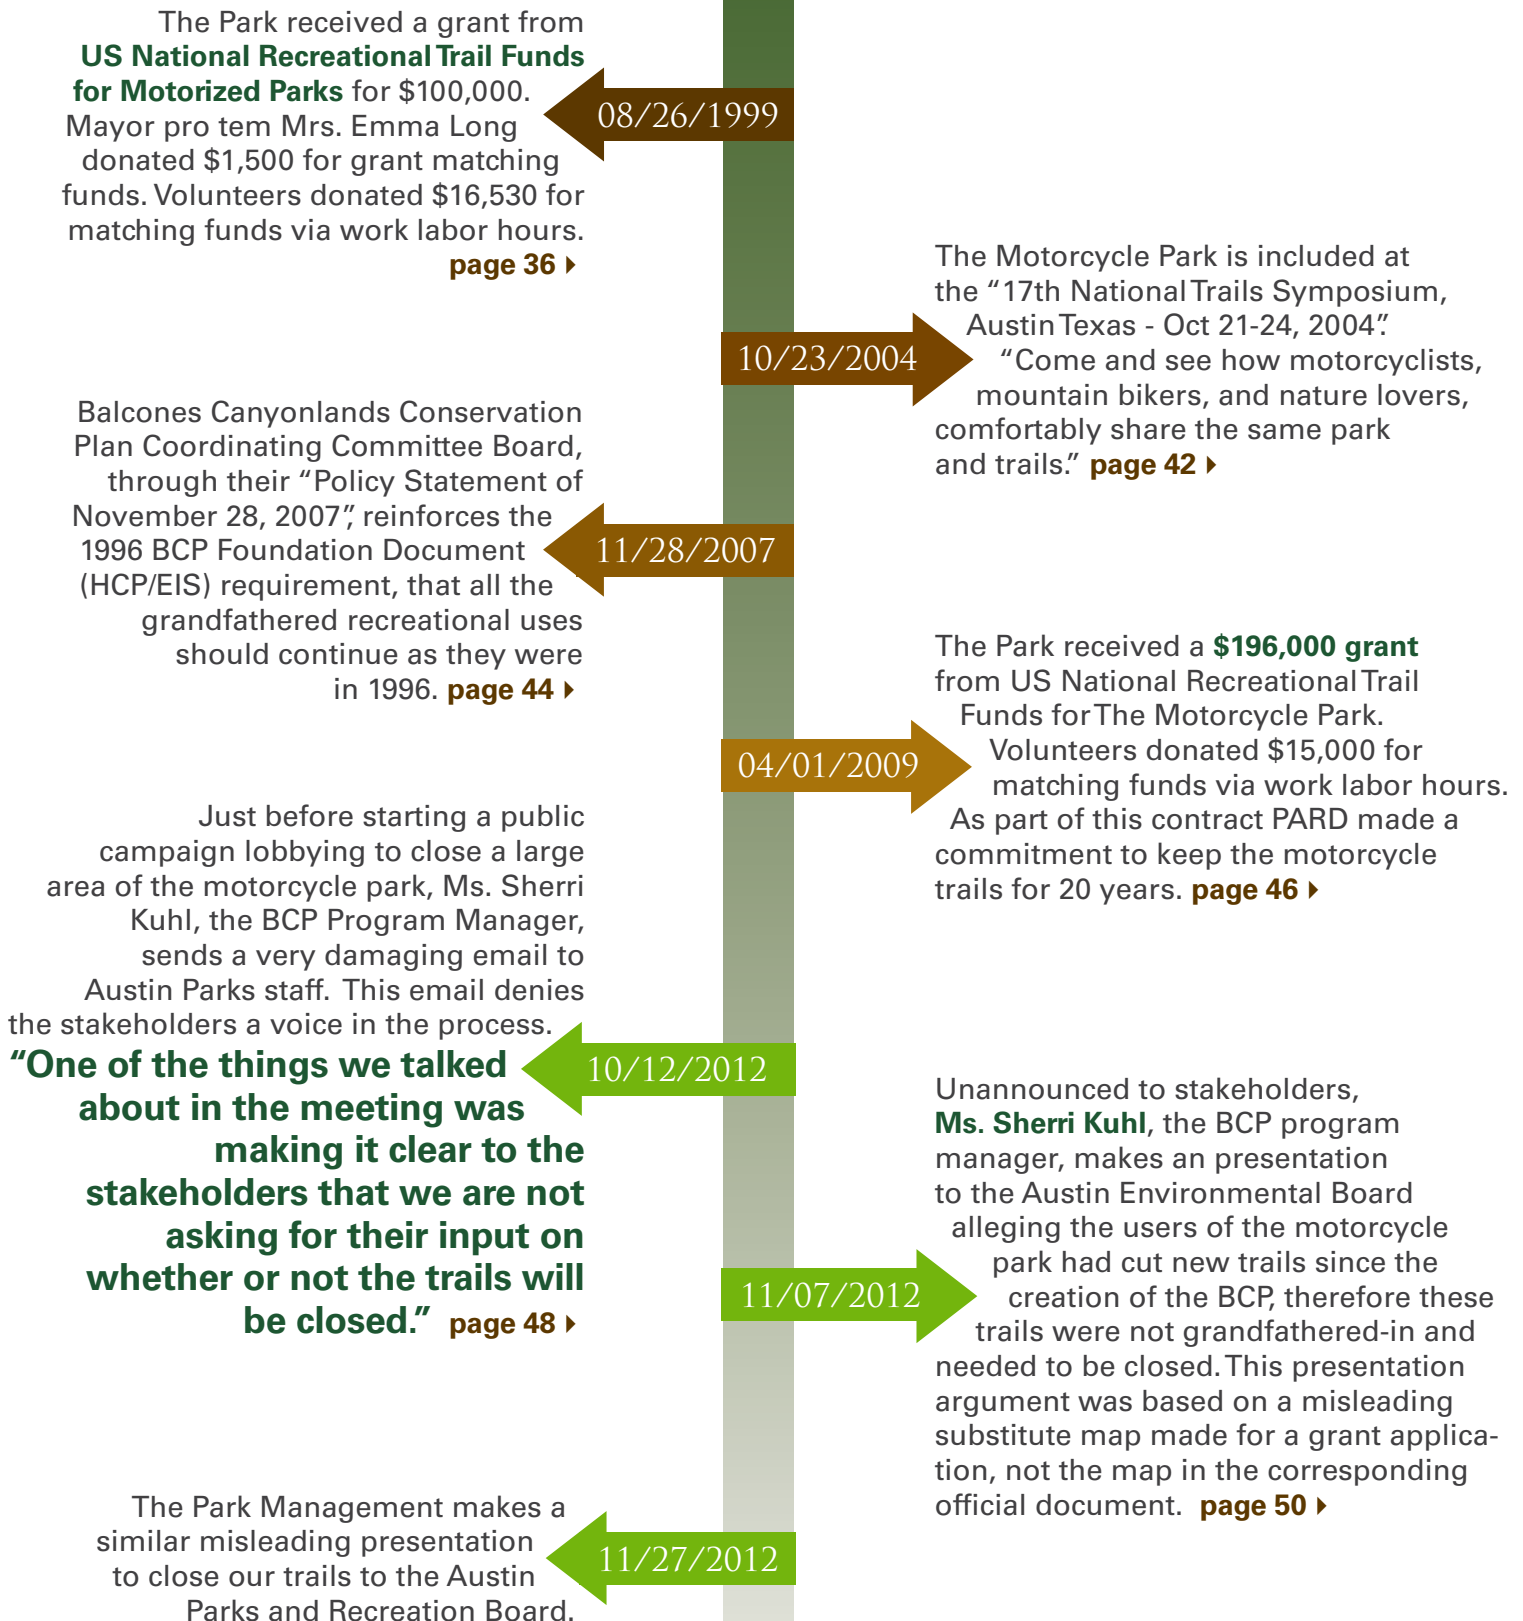 The Park received a grant from
US National Recreational Trail Funds
for Motorized Parks for $100,000.
Mayor pro tem Mrs. Emma Long
donated $1,500 for grant matching
funds. Volunteers donated $16,530 for
matching funds via work labor hours.
page 36
08/26/1999
The Motorcycle Park is included at
the “17th National Trails Symposium,
Austin Texas - Oct 21-24, 2004”.
“Come and see how motorcyclists,
mountain bikers, and nature lovers,
comfortably share the same park
and trails.” page 42
10/23/2004
Balcones Canyonlands Conservation
Plan Coordinating Committee Board,
through their “Policy Statement of
November 28, 2007”, reinforces the
1996 BCP Foundation Document
(HCP/EIS) requirement, that all the
grandfathered recreational uses
should continue as they were
in 1996. page 44
11/28/2007
The Park received a $196,000 grant
from US National Recreational Trail
Funds for The Motorcycle Park.
Volunteers donated $15,000 for
matching funds via work labor hours.
As part of this contract PARD made a
commitment to keep the motorcycle
trails for 20 years. page 46
04/01/2009
Just before starting a public
campaign lobbying to close a large
area of the motorcycle park, Ms. Sherri
Kuhl, the BCP Program Manager,
sends a very damaging email to
Austin Parks staff. This email denies
the stakeholders a voice in the process.
“One of the things we talked
about in the meeting was
making it clear to the
stakeholders that we are not
asking for their input on
whether or not the trails will
be closed.” page 48
10/12/2012
Unannounced to stakeholders,
Ms. Sherri Kuhl, the BCP program
manager, makes an presentation
to the Austin Environmental Board
alleging the users of the motorcycle
park had cut new trails since the
creation of the BCP, therefore these
trails were not grandfathered-in and
needed to be closed. This presentation
argument was based on a misleading
substitute map made for a grant applica-
tion, not the map in the corresponding
official document. page 50
11/07/2012
The Park Management makes a
similar misleading presentation
to close our trails to the Austin
Parks and Recreation Board.
11/27/2012